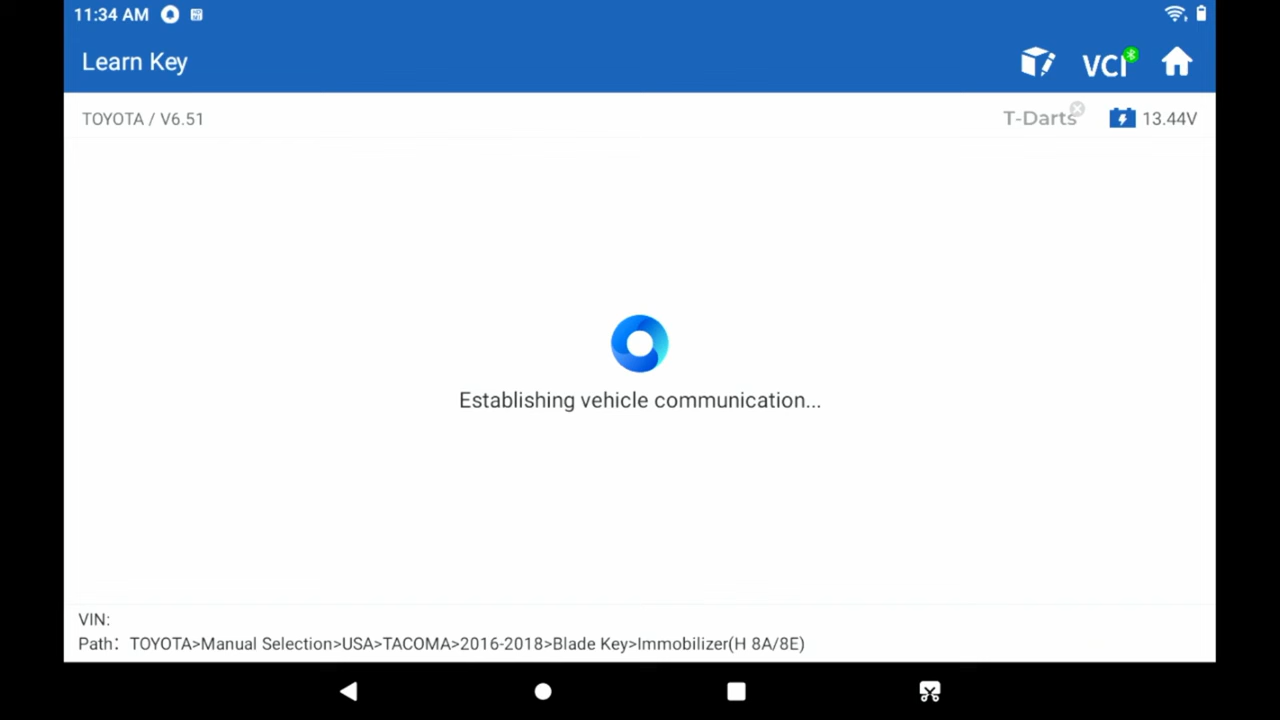 11:34 AM
Learn Key
VCI
TOYOTA / V6.51
T-Darts
13.44V
Establishing vehicle communication...
VIN:
Path: TOYOTA>Manual Selection>USA>TACOMA>2016-2018>Blade Key>Immobilizer(H 8A/8E)